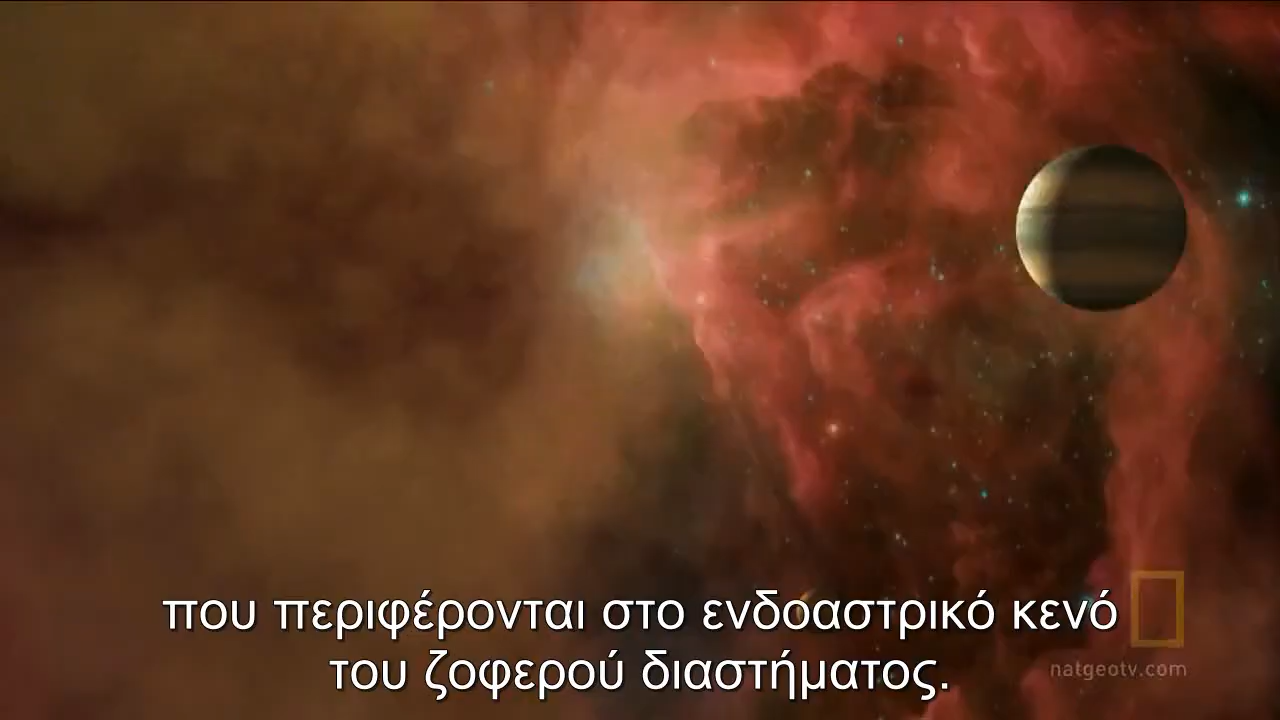 που περιφέρονται στο ενδοαστρικό κενό
του ζοφερού διαστήματος.
natgeotv.com